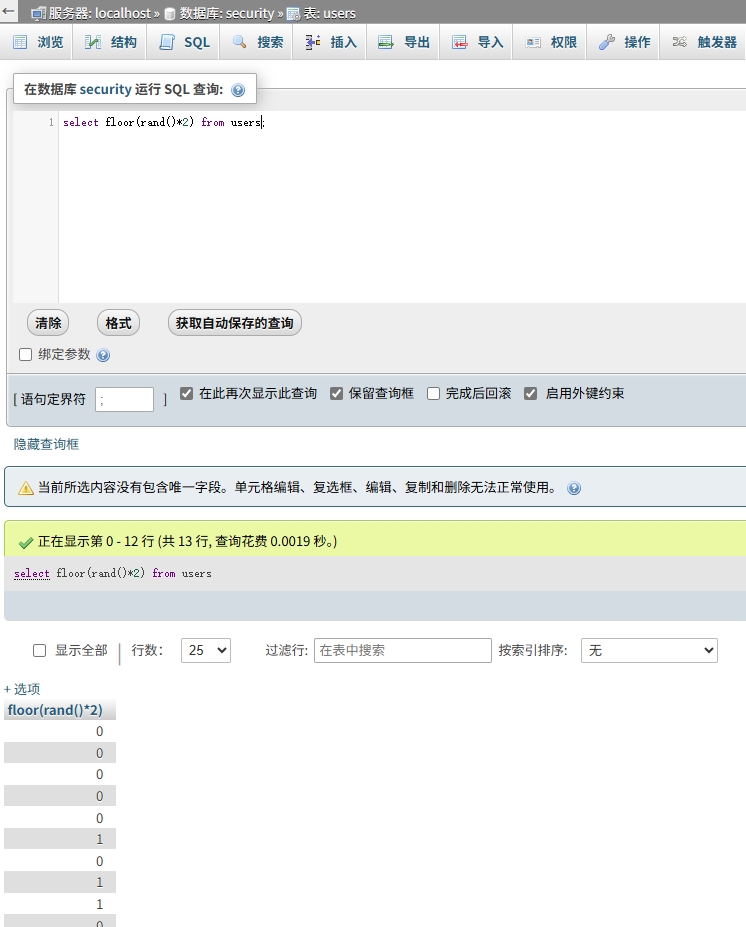 ← 服务器: localhost » 数据库: security » 表: users
浏览 结构 SQL 搜索 插入 导出 导入 权限 操作 触发器
在数据库 security 运行 SQL 查询:
1 select floor(rand()*2) from users;
清除 格式 获取自动保存的查询
绑定参数
[ 语句定界符 ; ] 在此再次显示此查询 保留查询框 完成后回滚 启用外键约束
隐藏查询框
当前所选内容没有包含唯一字段。单元格编辑、复选框、编辑、复制和删除无法正常使用。
正在显示第 0 - 12 行 (共 13 行, 查询花费 0.0019 秒。)
select floor(rand()*2) from users
显示全部 行数: 25 过滤行: 在表中搜索 按索引排序: 无
+ 选项
floor(rand()*2)
0
0
0
0
0
1
0
1
1
0